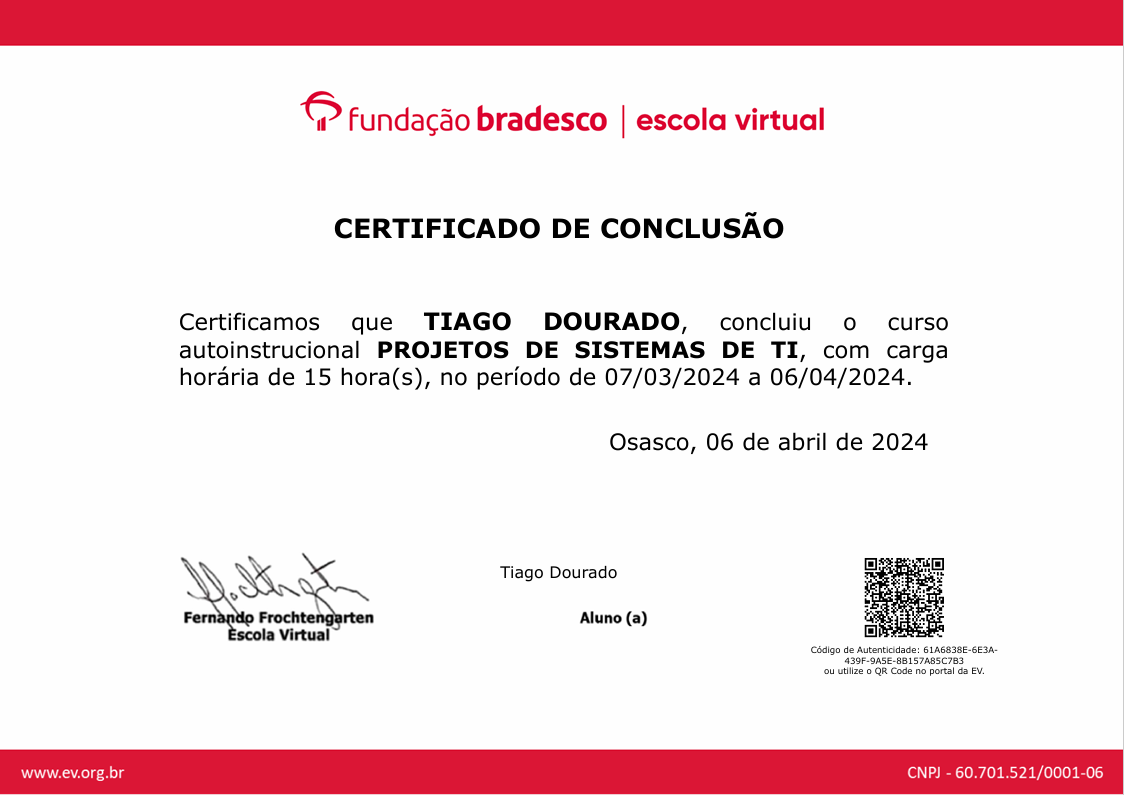 fundação bradesco | escola virtual
CERTIFICADO DE CONCLUSÃO
Certificamos que TIAGO DOURADO, concluiu o curso
autoinstrucional PROJETOS DE SISTEMAS DE TI, com carga
horária de 15 hora(s), no período de 07/03/2024 a 06/04/2024.
Osasco, 06 de abril de 2024
Fernando Frochtengarten
Escola Virtual
Tiago Dourado
Aluno (a)
Código de Autenticidade: 61A6838E-6E3A-
439F-9A5E-8B157A85C7B3
ou utilize o QR Code no portal da EV.
www.ev.org.br
CNPJ - 60.701.521/0001-06